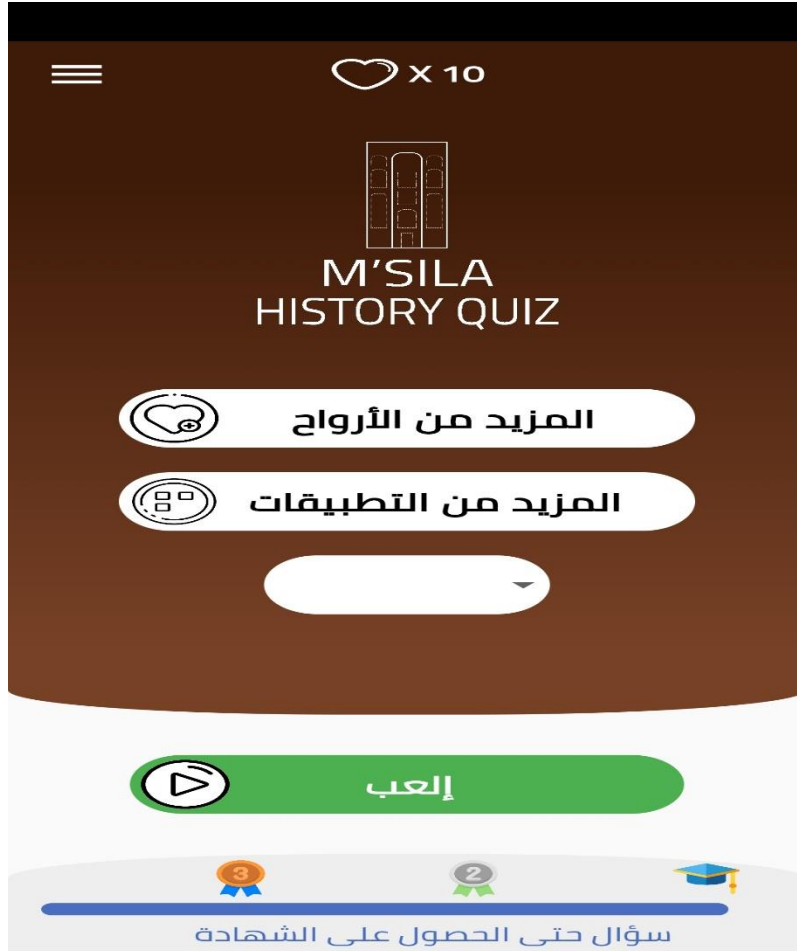 X 10
M'SILA
HISTORY QUIZ
المزيد من الأرواح
المزيد من التطبيقات
إلعب
3 2
سؤال حتى الحصول على الشهادة